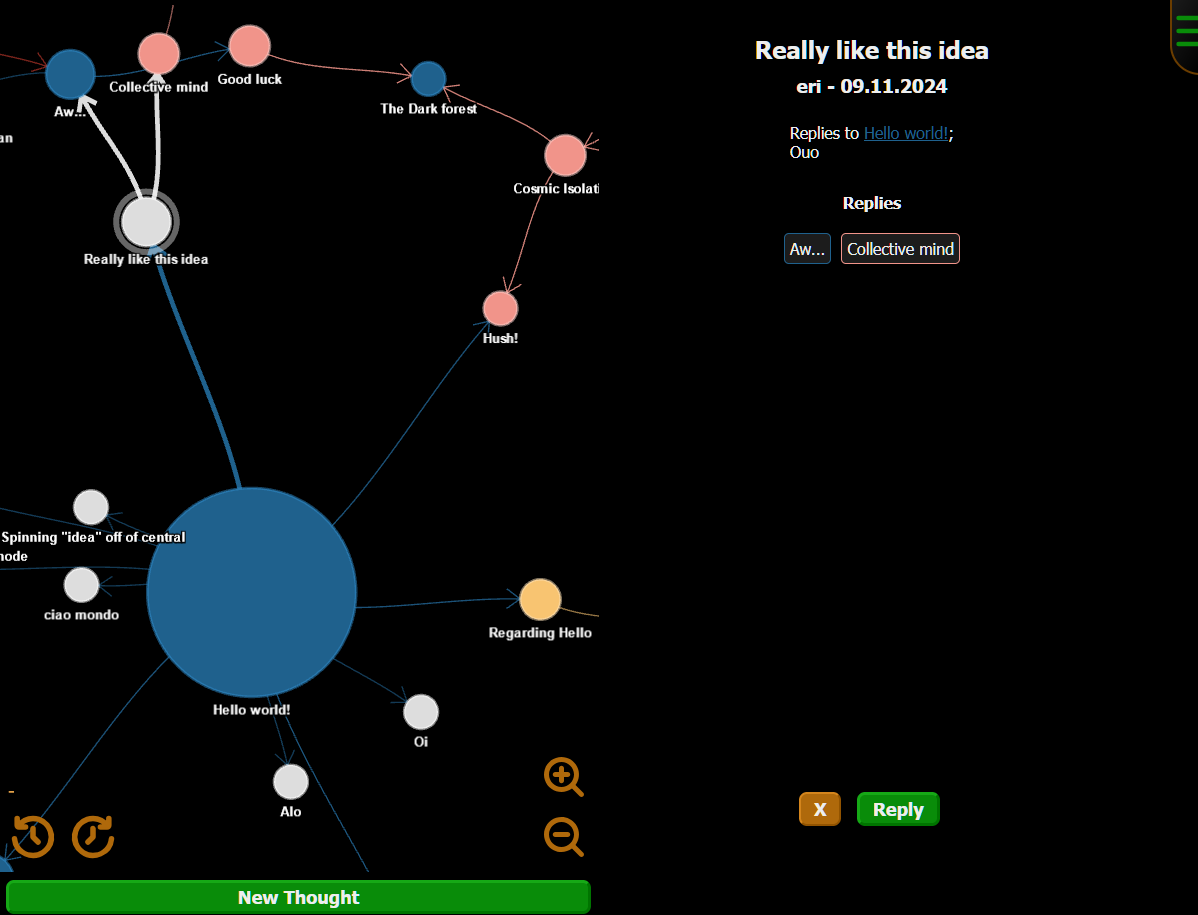 Collective mind
Good luck
Aw...
The Dark forest
an
Cosmic Isolati
Really like this idea
Hush!
Spinning "idea" off of central
node
ciao mondo
Regarding Hello
Hello world!
Oi
Alo
New Thought
Really like this idea
eri - 09.11.2024
Replies to Hello world!;
Ouo
Replies
Aw... Collective mind
X Reply